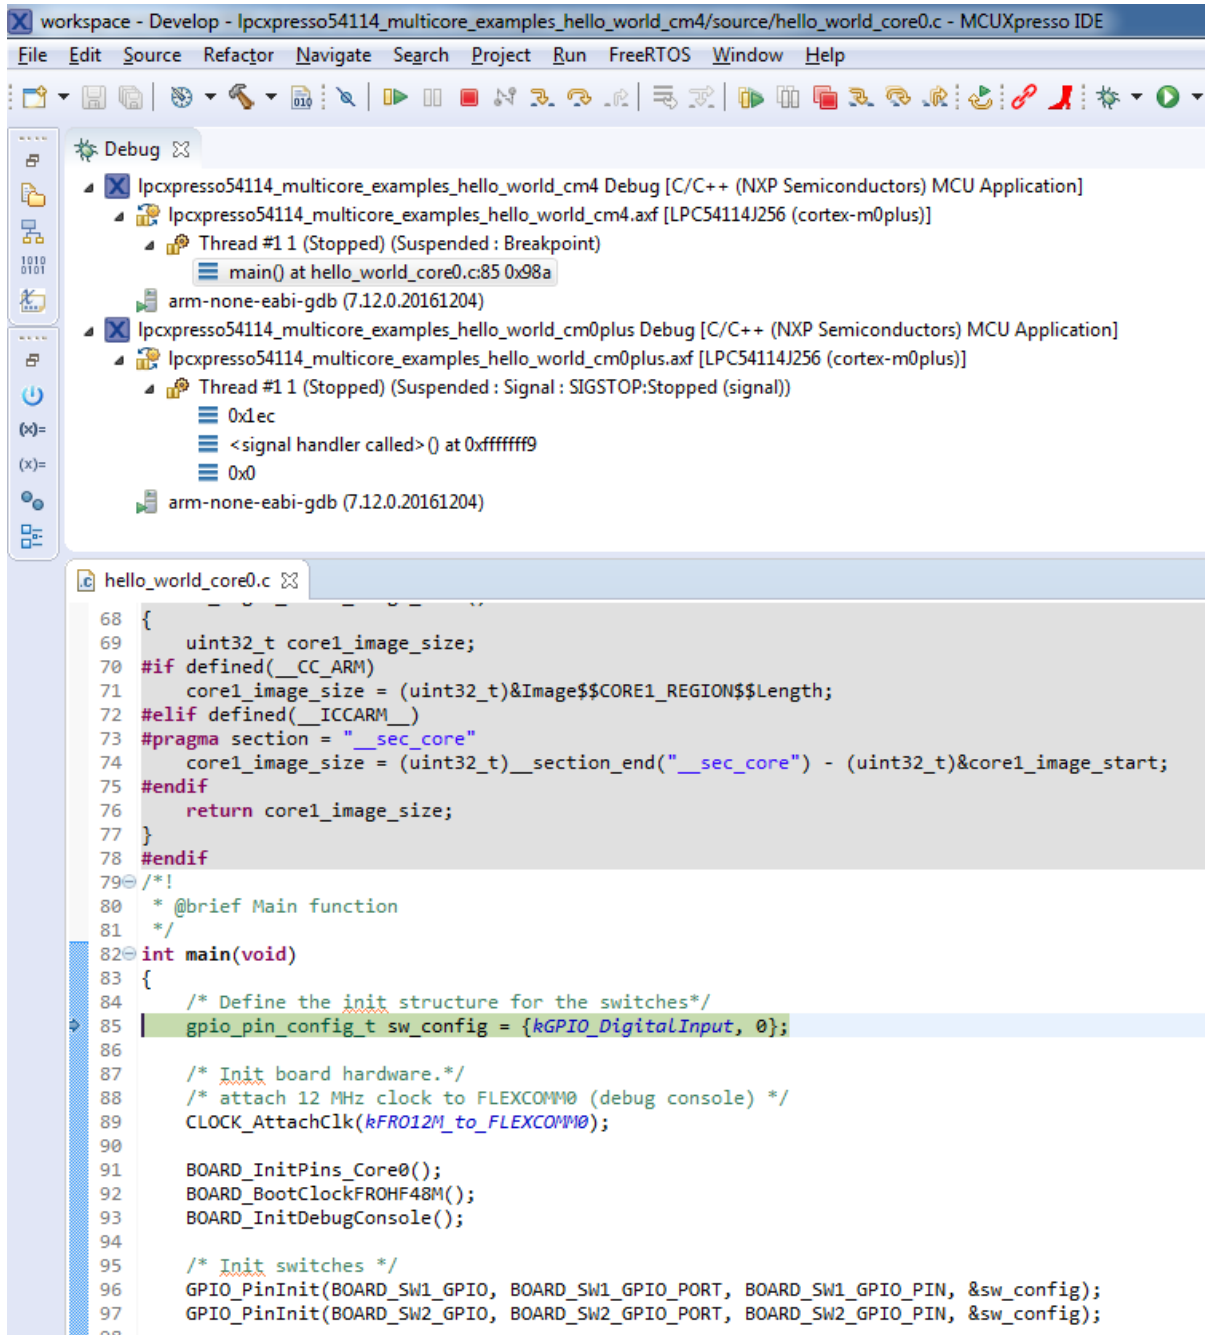 workspace - Develop - lpcxpresso54114_multicore_examples_hello_world_cm4/source/hello_world_core0.c - MCUXpresso IDE
File Edit Source Refactor Navigate Search Project Run FreeRTOS Window Help
Debug
lpcxpresso54114_multicore_examples_hello_world_cm4 Debug [C/C++ (NXP Semiconductors) MCU Application]
lpcxpresso54114_multicore_examples_hello_world_cm4.axf [LPC54114J256 (cortex-m0plus)]
Thread #1 1 (Stopped) (Suspended : Breakpoint)
main() at hello_world_core0.c:85 0x98a
arm-none-eabi-gdb (7.12.0.20161204)
lpcxpresso54114_multicore_examples_hello_world_cm0plus Debug [C/C++ (NXP Semiconductors) MCU Application]
lpcxpresso54114_multicore_examples_hello_world_cm0plus.axf [LPC54114J256 (cortex-m0plus)]
Thread #1 1 (Stopped) (Suspended : Signal : SIGSTOP:Stopped (signal))
0x1ec
<signal handler called>() at 0xfffffff9
0x0
arm-none-eabi-gdb (7.12.0.20161204)
hello_world_core0.c
68 {
69     uint32_t core1_image_size;
70 #if defined(__CC_ARM)
71     core1_image_size = (uint32_t)&Image$$CORE1_REGION$$Length;
72 #elif defined(__ICCARM__)
73 #pragma section = "__sec_core"
74     core1_image_size = (uint32_t)__section_end("__sec_core") - (uint32_t)&core1_image_start;
75 #endif
76     return core1_image_size;
77 }
78 #endif
79 /*!
80  * @brief Main function
81  */
82 int main(void)
83 {
84     /* Define the init structure for the switches*/
85     gpio_pin_config_t sw_config = {kGPIO_DigitalInput, 0};
86
87     /* Init board hardware.*/
88     /* attach 12 MHz clock to FLEXCOMM0 (debug console) */
89     CLOCK_AttachClk(kFRO12M_to_FLEXCOMM0);
90
91     BOARD_InitPins_Core0();
92     BOARD_BootClockFROHF48M();
93     BOARD_InitDebugConsole();
94
95     /* Init switches */
96     GPIO_PinInit(BOARD_SW1_GPIO, BOARD_SW1_GPIO_PORT, BOARD_SW1_GPIO_PIN, &sw_config);
97     GPIO_PinInit(BOARD_SW2_GPIO, BOARD_SW2_GPIO_PORT, BOARD_SW2_GPIO_PIN, &sw_config);